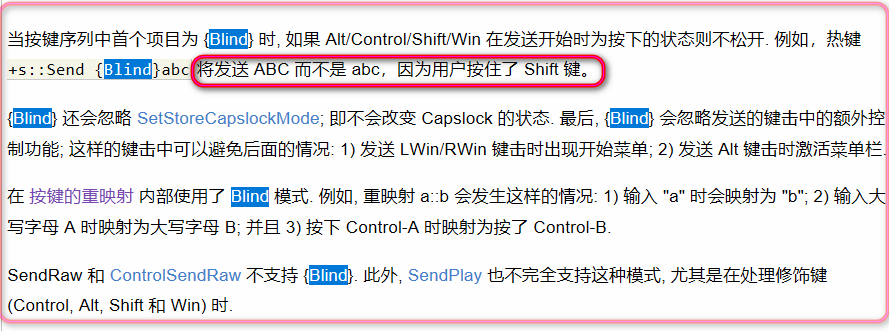 当按键序列中首个项目为 {Blind} 时, 如果 Alt/Control/Shift/Win 在发送开始时为按下的状态则不松开. 例如，热键
+s::Send {Blind}abc 将发送 ABC 而不是 abc，因为用户按住了 Shift 键。
{Blind} 还会忽略 SetStoreCapslockMode; 即不会改变 Capslock 的状态. 最后, {Blind} 会忽略发送的键击中的额外控
制功能; 这样的键击中可以避免后面的情况: 1) 发送 LWin/RWin 键击时出现开始菜单; 2) 发送 Alt 键击时激活菜单栏.
在 按键的重映射 内部使用了 Blind 模式. 例如, 重映射 a::b 会发生这样的情况: 1) 输入 "a" 时会映射为 "b"; 2) 输入大
写字母 A 时映射为大写字母 B; 并且 3) 按下 Control-A 时映射为按了 Control-B.
SendRaw 和 ControlSendRaw 不支持 {Blind}. 此外, SendPlay 也不完全支持这种模式, 尤其是在处理修饰键
(Control, Alt, Shift 和 Win) 时.